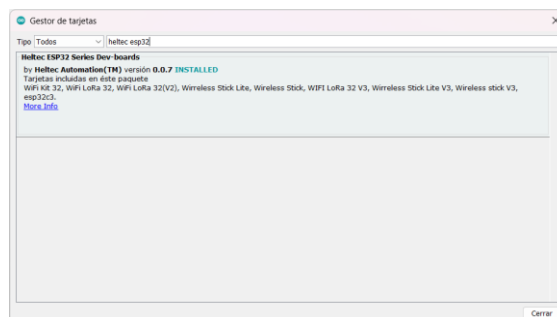 Gestor de tarjetas
Tipo Todos heltec esp32
Heltec ESP32 Series Dev-boards
by Heltec Automation(TM) versión 0.0.7 INSTALLED
Tarjetas incluidas en éste paquete
WiFi Kit 32, WiFi LoRa 32, WiFi LoRa 32(V2), Wirreless Stick Lite, Wireless Stick, WIFI LoRa 32 V3, Wirreless Stick Lite V3, Wireless stick V3,
esp32c3.
More Info
Cerrar